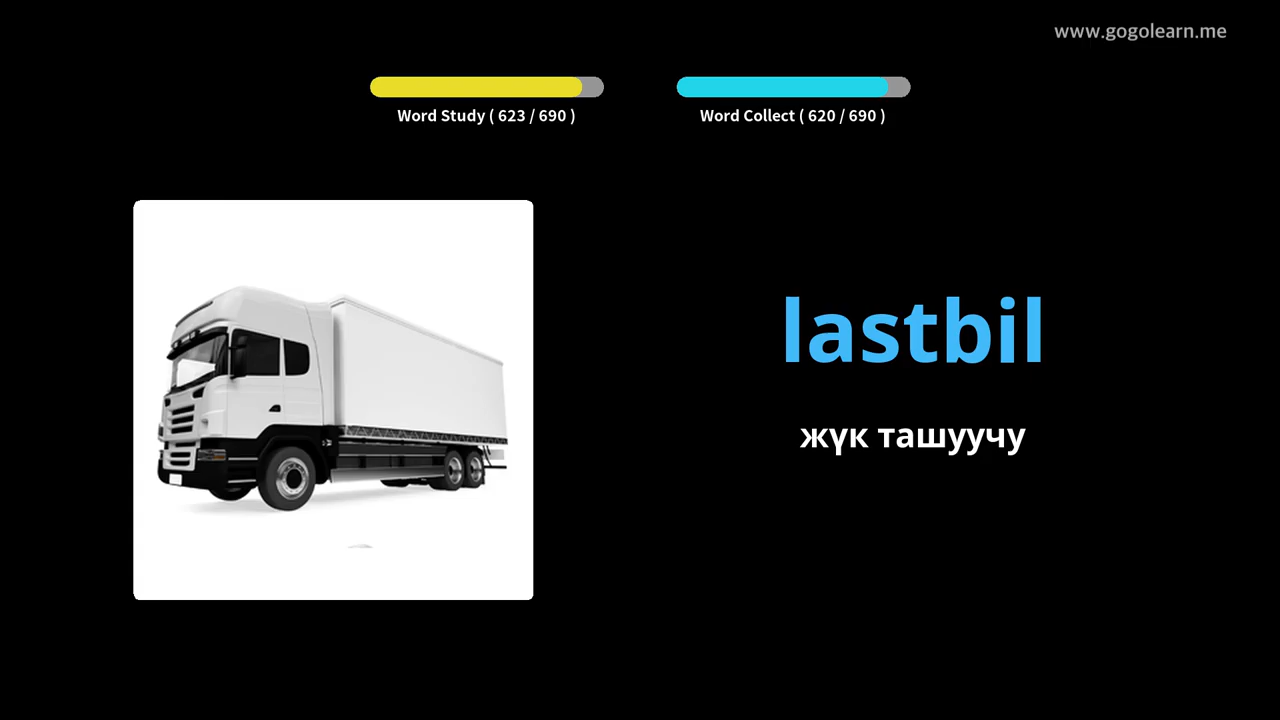 www.gogolearn.me
Word Study ( 623 / 690 )
Word Collect ( 620 / 690 )
lastbil
жүк ташуучу